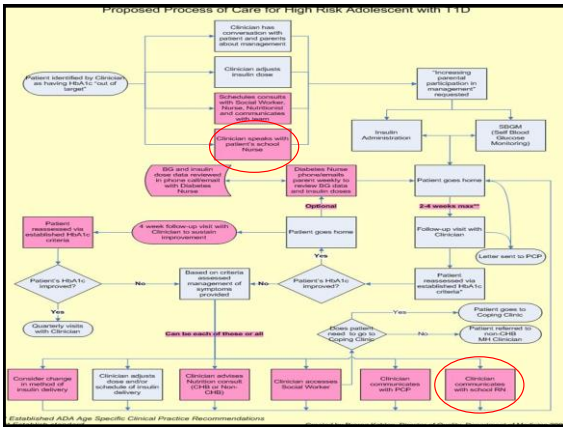 Proposed Process of Care for High Risk Adolescent with T1D
Clinician has
conversation with
patient and parents
about management
Patient identified by Clinician
as having HbA1c "out of
target"
Clinician adjusts
insulin dose
"Increasing
parental
participation in
management"
requested
Schedules consults
with Social Worker,
Nurse, Nutritionist
and communicates
with team
Clinician speaks with
patient's school
Nurse
Insulin
Administration
SBGM
(Self Blood
Glucose
Monitoring)
BG and insulin
dose data reviewed
in phone call/email
with Diabetes
Nurse
Diabetes Nurse
phone/emails
parent weekly to
review BG data
and insulin doses
Patient goes home
Optional
2-4 weeks max**
Patient
reassessed via
established HbA1c
criteria
4 week follow-up visit with
Clinician to sustain
improvement
Patient goes
home
Follow-up visit with
Clinician
Letter sent to PCP
Yes
Patient's HbA1c
improved?
No
Based on criteria
assessed
management of
symptoms
provided
No
Patient's HbA1c
improved?
Patient
reassessed via
established HbA1c
criteria*
Yes
Quarterly visits
with Clinician
Can be each of these or all
Does patient
need to go to
Coping Clinic
Yes
Patient goes to
Coping Clinic
No
Patient referred to
non-CHB
MH Clinician
Consider change
in method of
insulin delivery
Clinician adjusts
dose and/or
schedule of insulin
delivery
Clinician advises
Nutrition consult
(CHB or Non-
CHB)
Clinician accesses
Social Worker
Clinician
communicates
with PCP
Clinician
communicates
with school RN
Established ADA Age Specific Clinical Practice Recommendations